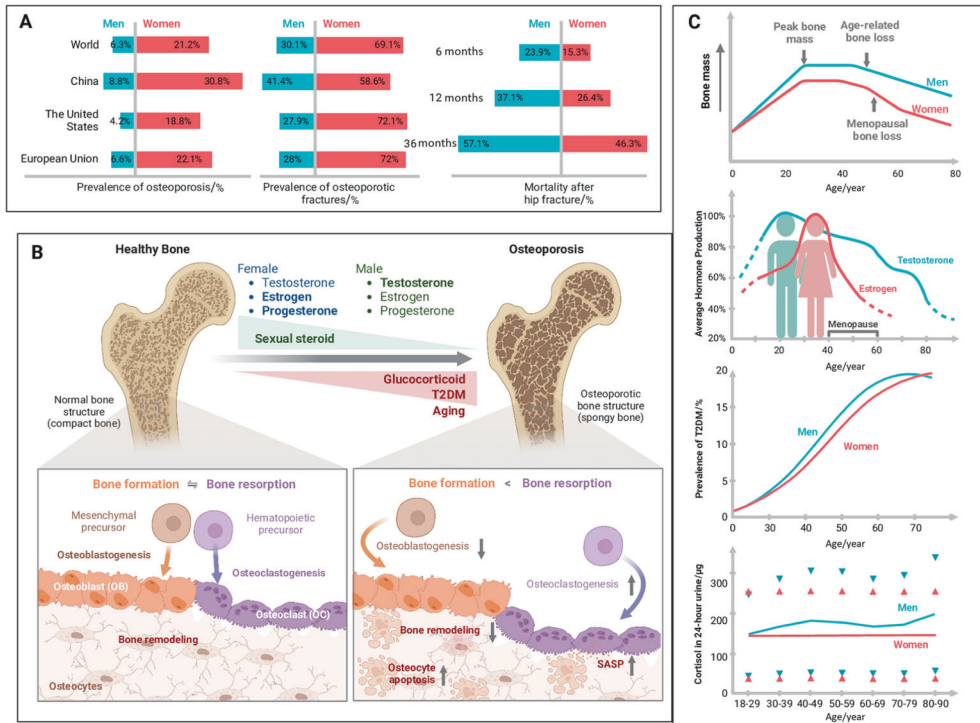 A
Men
Women
World
6.3%
21.2%
China
8.8%
30.8%
The United
States
4.2%
18.8%
European Union
6.6%
22.1%
Prevalence of osteoporosis/%
Men
Women
30.1%
69.1%
41.4%
58.6%
27.9%
72.1%
28%
72%
Prevalence of osteoporotic
fractures/%
Men
Women
6 months
23.9%
15.3%
12 months
37.1%
26.4%
36 months
57.1%
46.3%
Mortality after
hip fracture/%
B
Healthy Bone
Osteoporosis
Female
• Testosterone
• Estrogen
• Progesterone
Male
• Testosterone
• Estrogen
• Progesterone
Sexual steroid
Glucocorticoid
T2DM
Aging
Normal bone
structure
(compact bone)
Osteoporotic
bone structure
(spongy bone)
Bone formation ⇋ Bone resorption
Mesenchymal
precursor
Hematopoietic
precursor
Osteoblastogenesis
Osteoclastogenesis
Osteoblast (OB)
Osteoclast (OC)
Bone remodeling
Osteocytes
Bone formation < Bone resorption
Osteoblastogenesis
Osteoclastogenesis
Bone remodeling
Osteocyte
apoptosis
SASP
C
Bone mass
Peak bone
mass
Age-related
bone loss
Men
Women
Menopausal
bone loss
0 20 40 60 80
Age/year
Average Hormone Production
100%
80%
60%
40%
20%
Testosterone
Estrogen
Menopause
0 20 40 60 80
Age/year
Prevalence of T2DM/%
20
15
10
5
0
Men
Women
0 30 40 50 60 70
Age/year
Cortisol in 24-hour urine/μg
300
200
100
0
Men
Women
18-29 30-39 40-49 50-59 60-69 70-79 80-90
Age/year